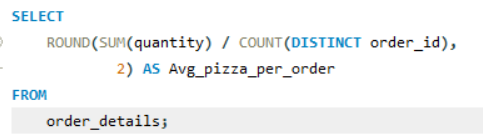 SELECT
ROUND(SUM(quantity) / COUNT(DISTINCT order_id),
2) AS Avg_pizza_per_order
FROM
order_details;